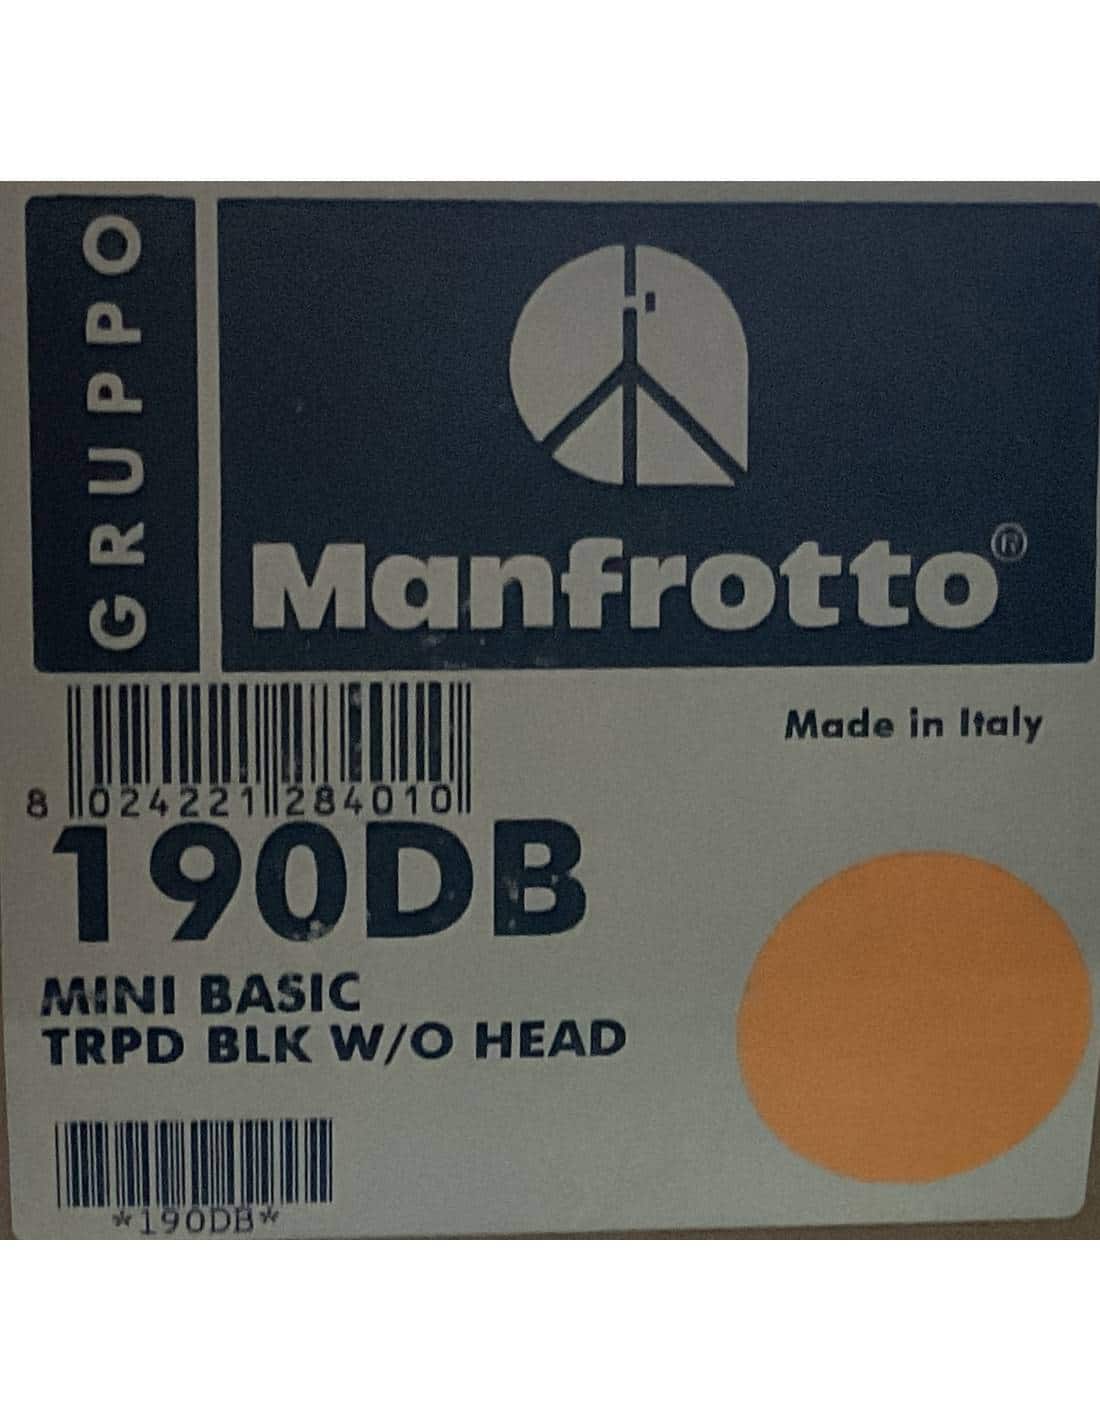 GRUPPO
Manfrotto®
Made in Italy
8 024221 284010
190DB
MINI BASIC
TRPD BLK W/O HEAD
*190DB*